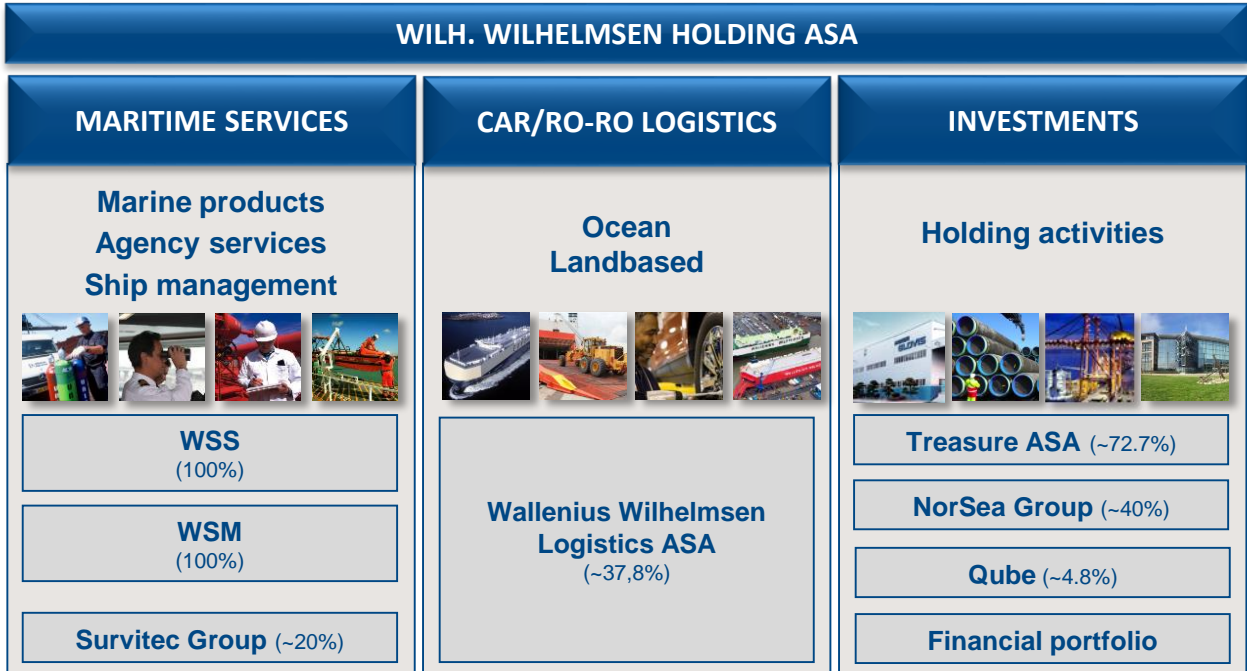 WILH. WILHELMSEN HOLDING ASA
MARITIME SERVICES
Marine products
Agency services
Ship management
WSS
(100%)
WSM
(100%)
Survitec Group (~20%)
CAR/RO-RO LOGISTICS
Ocean
Landbased
Wallenius Wilhelmsen
Logistics ASA
(~37,8%)
INVESTMENTS
Holding activities
GLOVIS
Treasure ASA (~72.7%)
NorSea Group (~40%)
Qube (~4.8%)
Financial portfolio